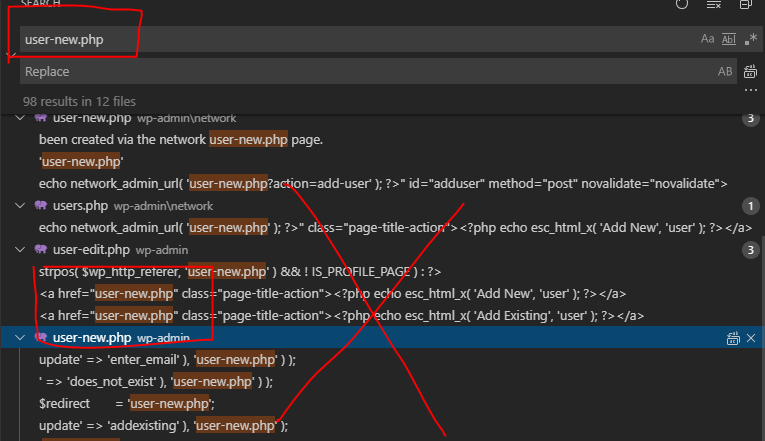 SEARCH
user-new.php
Aa Abl .*
Replace
AB
...
98 results in 12 files
user-new.php wp-admin\network 3
been created via the network user-new.php page.
'user-new.php'
echo network_admin_url( 'user-new.php?action=add-user' ); ?>" id="adduser" method="post" novalidate="novalidate">
users.php wp-admin\network 1
echo network_admin_url( 'user-new.php' ); ?>" class="page-title-action"><?php echo esc_html_x( 'Add New', 'user' ); ?></a>
user-edit.php wp-admin 3
strpos( $wp_http_referer, 'user-new.php' ) && ! IS_PROFILE_PAGE ) : ?>
<a href="user-new.php" class="page-title-action"><?php echo esc_html_x( 'Add New', 'user' ); ?></a>
<a href="user-new.php" class="page-title-action"><?php echo esc_html_x( 'Add Existing', 'user' ); ?></a>
user-new.php wp-admin
update' => 'enter_email' ), 'user-new.php' ) );
' => 'does_not_exist' ), 'user-new.php' ) );
$redirect = 'user-new.php';
update' => 'addexisting' ), 'user-new.php' );